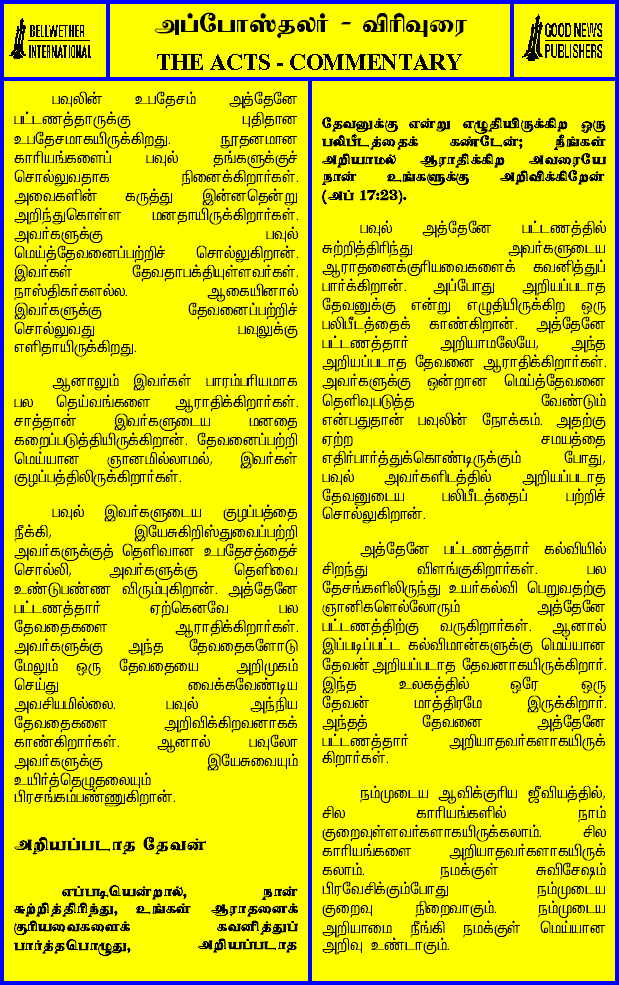 BELLWETHER
INTERNATIONAL
அப்போஸ்தலர் - விரிவுரை
THE ACTS - COMMENTARY
GOOD NEWS
PUBLISHERS
பவுலின் உபதேசம் அத்தேனே
பட்டணத்தாருக்கு புதிதான
உபதேசமாகயிருக்கிறது. நூதனமான
காரியங்களைப் பவுல் தங்களுக்குச்
சொல்லுவதாக நினைக்கிறார்கள்.
அவைகளின் கருத்து இன்னதென்று
அறிந்துகொள்ள மனதாயிருக்கிறார்கள்.
அவர்களுக்கு பவுல்
மெய்த்தேவனைப்பற்றிச் சொல்லுகிறான்.
இவர்கள் தேவதாபக்தியுள்ளவர்கள்.
நாஸ்திகர்களல்ல. ஆகையினால்
இவர்களுக்கு தேவனைப்பற்றிச்
சொல்லுவது பவுலுக்கு
எளிதாயிருக்கிறது.
ஆனாலும் இவர்கள் பாரம்பரியமாக
பல தெய்வங்களை ஆராதிக்கிறார்கள்.
சாத்தான் இவர்களுடைய மனதை
கறைப்படுத்தியிருக்கிறான். தேவனைப்பற்றி
மெய்யான ஞானமில்லாமல், இவர்கள்
குழப்பத்திலிருக்கிறார்கள்.
பவுல் இவர்களுடைய குழப்பத்தை
நீக்கி, இயேசுகிறிஸ்துவைப்பற்றி
அவர்களுக்குத் தெளிவான உபதேசத்தைச்
சொல்லி, அவர்களுக்கு தெளிவை
உண்டுபண்ண விரும்புகிறான். அத்தேனே
பட்டணத்தார் ஏற்கெனவே பல
தேவதைகளை ஆராதிக்கிறார்கள்.
அவர்களுக்கு அந்த தேவதைகளோடு
மேலும் ஒரு தேவதையை அறிமுகம்
செய்து வைக்கவேண்டிய
அவசியமில்லை. பவுல் அந்நிய
தேவதைகளை அறிவிக்கிறவனாகக்
காண்கிறார்கள். ஆனால் பவுலோ
அவர்களுக்கு இயேசுவையும்
உயிர்த்தெழுதலையும்
பிரசங்கம்பண்ணுகிறான்.
அறியப்படாத தேவன்
எப்படியென்றால், நான்
சுற்றித்திரிந்து, உங்கள் ஆராதனைக்
குரியவைகளைக் கவனித்துப்
பார்த்தபொழுது, அறியப்படாத
தேவனுக்கு என்று எழுதியிருக்கிற ஒரு
பலிபீடத்தைக் கண்டேன்; நீங்கள்
அறியாமல் ஆராதிக்கிற அவரையே
நான் உங்களுக்கு அறிவிக்கிறேன்
(அப் 17:23).
பவுல் அத்தேனே பட்டணத்தில்
சுற்றித்திரிந்து அவர்களுடைய
ஆராதனைக்குரியவைகளைக் கவனித்துப்
பார்க்கிறான். அப்போது அறியப்படாத
தேவனுக்கு என்று எழுதியிருக்கிற ஒரு
பலிபீடத்தைக் காண்கிறான். அத்தேனே
பட்டணத்தார் அறியாமலேயே, அந்த
அறியப்படாத தேவனை ஆராதிக்கிறார்கள்.
அவர்களுக்கு ஒன்றான மெய்த்தேவனை
தெளிவுபடுத்த வேண்டும்
என்பதுதான் பவுலின் நோக்கம். அதற்கு
ஏற்ற சமயத்தை
எதிர்பார்த்துக்கொண்டிருக்கும் போது,
பவுல் அவர்களிடத்தில் அறியப்படாத
தேவனுடைய பலிபீடத்தைப் பற்றிச்
சொல்லுகிறான்.
அத்தேனே பட்டணத்தார் கல்வியில்
சிறந்து விளங்குகிறார்கள். பல
தேசங்களிலிருந்து உயர்கல்வி பெறுவதற்கு
ஞானிகளெல்லோரும் அத்தேனே
பட்டணத்திற்கு வருகிறார்கள். ஆனால்
இப்படிப்பட்ட கல்விமான்களுக்கு மெய்யான
தேவன் அறியப்படாத தேவனாகயிருக்கிறார்.
இந்த உலகத்தில் ஒரே ஒரு
தேவன் மாத்திரமே இருக்கிறார்.
அந்தத் தேவனை அத்தேனே
பட்டணத்தார் அறியாதவர்களாகயிருக்
கிறார்கள்.
நம்முடைய ஆவிக்குரிய ஜீவியத்தில்,
சில காரியங்களில் நாம்
குறைவுள்ளவர்களாகயிருக்கலாம். சில
காரியங்களை அறியாதவர்களாகயிருக்
கலாம். நமக்குள் சுவிசேஷம்
பிரவேசிக்கும்போது நம்முடைய
குறைவு நிறைவாகும். நம்முடைய
அறியாமை நீங்கி நமக்குள் மெய்யான
அறிவு உண்டாகும்.